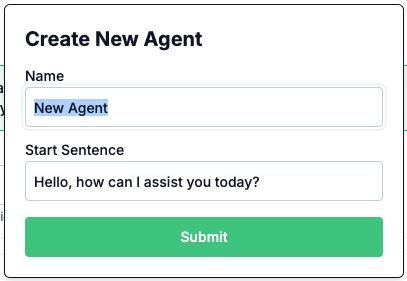 Create New Agent
Name
New Agent
Start Sentence
Hello, how can I assist you today?
Submit